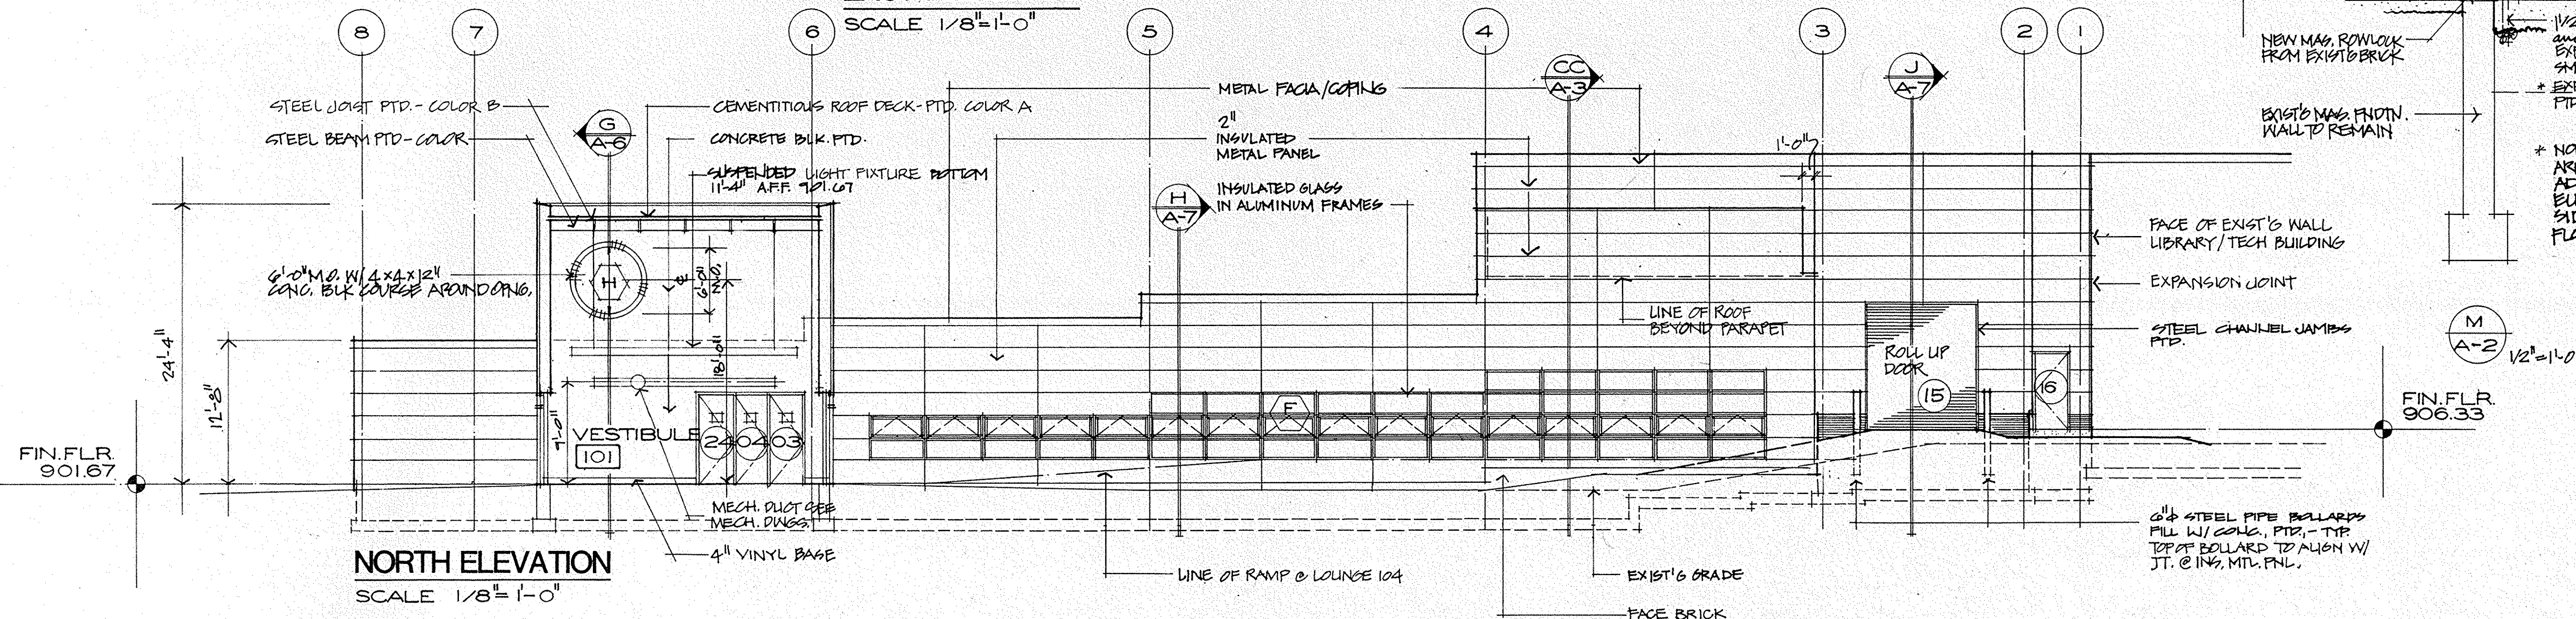 SCALE 1/8"=1'-0"
8
7
6
5
4
3
2
1
STEEL JOIST PTD.- COLOR B
STEEL BEAM PTD - COLOR
G
A-6
CEMENTITIOUS ROOF DECK-PTD. COLOR A
CONCRETE BLK. PTD.
SUSPENDED LIGHT FIXTURE BOTTOM
11'-4" A.F.F. 901.67
METAL FACIA/COPING
2"
INSULATED
METAL PANEL
H
A-7
INSULATED GLASS
IN ALUMINUM FRAMES
CC
A-3
J
A-7
1'-0"
NEW MAS. ROWLOCK
FROM EXIST'G BRICK
EXIST'G MAS. FNDTN.
WALL TO REMAIN
6'-0" M.O. W/ 4x4x12"
CONC. BLK COURSE AROUND OPNG.
H
6'-0"
M.O.
18'-0"
24'-4"
12'-8"
LINE OF ROOF
BEYOND PARAPET
FACE OF EXIST'G WALL
LIBRARY/TECH BUILDING
EXPANSION JOINT
STEEL CHANNEL JAMBS
PTD.
M
A-2
1/2"=1'-0
ROLL UP
DOOR
15
16
F
VESTIBULE
101
24
04
03
FIN.FLR.
901.67
FIN.FLR.
906.33
MECH. DUCT SEE
MECH. DWGS.
4" VINYL BASE
NORTH ELEVATION
SCALE 1/8"=1'-0"
LINE OF RAMP @ LOUNGE 104
EXIST'G GRADE
FACE BRICK
6"⌀ STEEL PIPE BOLLARDS
FILL W/ CONC., PTD,- TYP.
TOP OF BOLLARD TO ALIGN W/
JT. @ INS. MTL. PNL.